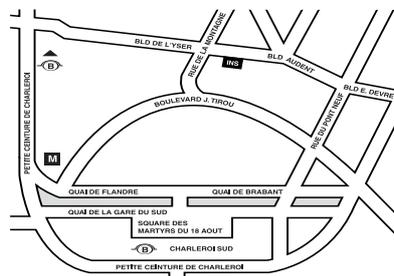 BLD DE L'YSER
RUE DE LA MONTAGNE
BLD AUDENT
INS
B
BLD E. DEVRE
PETITE CEINTURE DE CHARLEROI
BOULEVARD J. TIROU
RUE DU PONT NEUF
M
QUAI DE FLANDRE
QUAI DE BRABANT
QUAI DE LA GARE DU SUD
SQUARE DES
MARTYRS DU 18 AOUT
B
CHARLEROI SUD
PETITE CEINTURE DE CHARLEROI